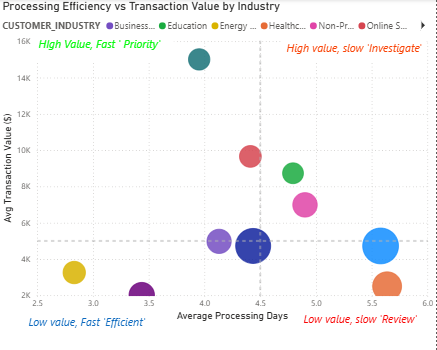 Processing Efficiency vs Transaction Value by Industry
CUSTOMER_INDUSTRY Business... Education Energy ... Healthc... Non-Pr... Online S...
HIgh Value, Fast ' Priority'
High value, slow 'Investigate'
Avg Transaction Value ($)
16K
14K
12K
10K
8K
6K
4K
2K
2.5 3.0 3.5 4.0 4.5 5.0 5.5 6.0
Average Processing Days
Low value, Fast 'Efficient'
Low value, slow 'Review'